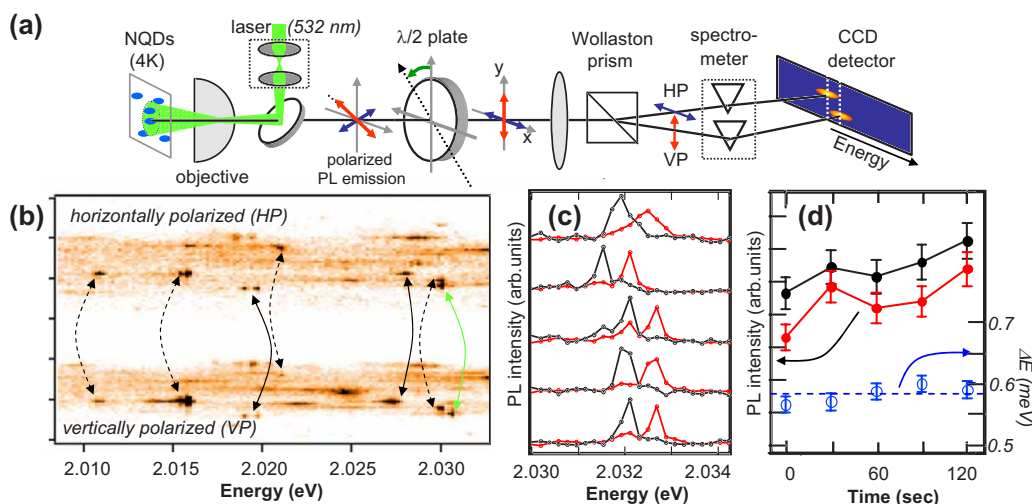 (a)
NQDs
(4K)
laser (532 nm)
objective
polarized
PL emission
λ/2 plate
y
x
Wollaston
prism
HP
VP
spectro-
meter
CCD
detector
Energy
(b)
horizontally polarized (HP)
vertically polarized (VP)
2.010 2.015 2.020 2.025 2.030
Energy (eV)
(c)
PL intensity (arb.units)
2.030 2.032 2.034
Energy (eV)
(d)
PL intensity (arb.units)
0.7
0.6
0.5
ΔE (meV)
0 30 60 90 120
Time (sec)